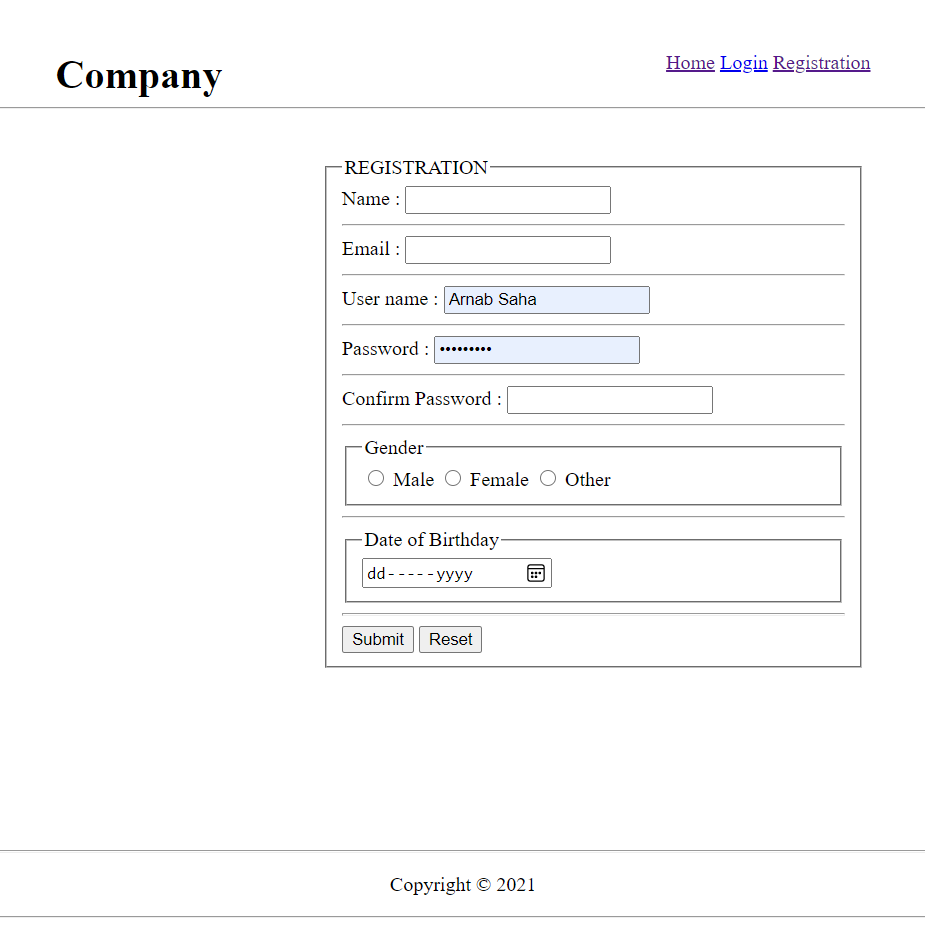 Company
Home Login Registration
REGISTRATION
Name :
Email :
User name : Arnab Saha
Password : •••••••••
Confirm Password :
Gender
Male Female Other
Date of Birthday
dd-----yyyy
Submit Reset
Copyright © 2021